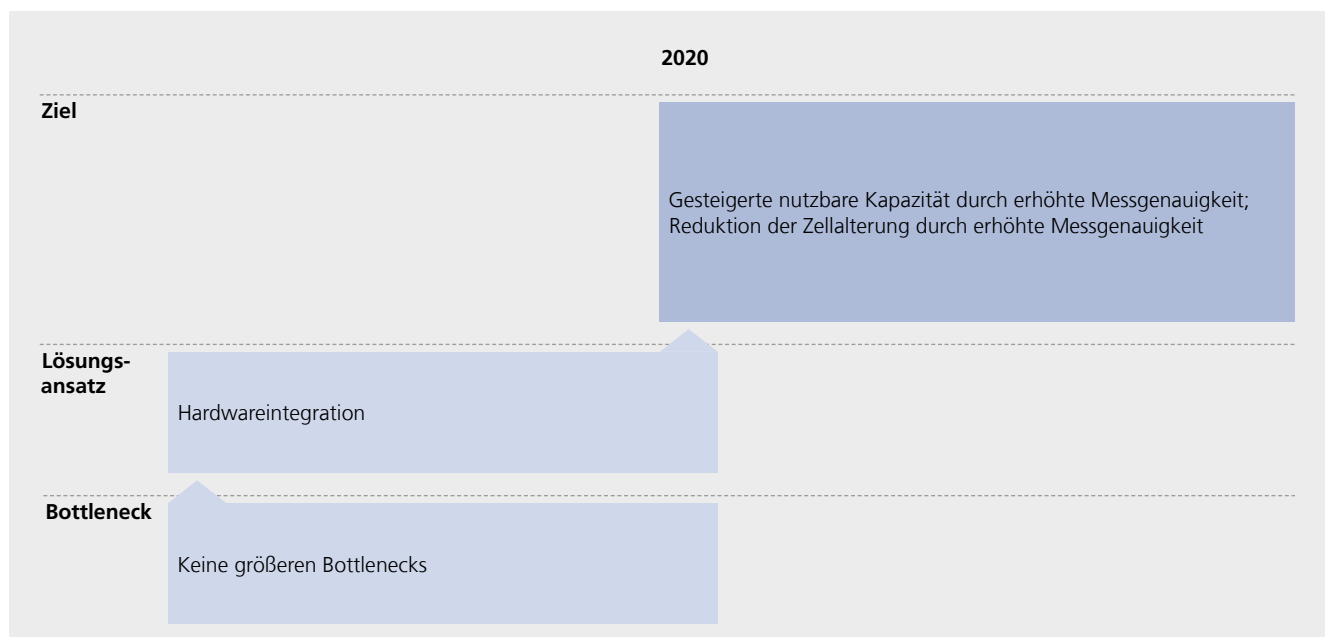 2020
Ziel
Gesteigerte nutzbare Kapazität durch erhöhte Messgenauigkeit;
Reduktion der Zellalterung durch erhöhte Messgenauigkeit
Lösungs-
ansatz
Hardwareintegration
Bottleneck
Keine größeren Bottlenecks